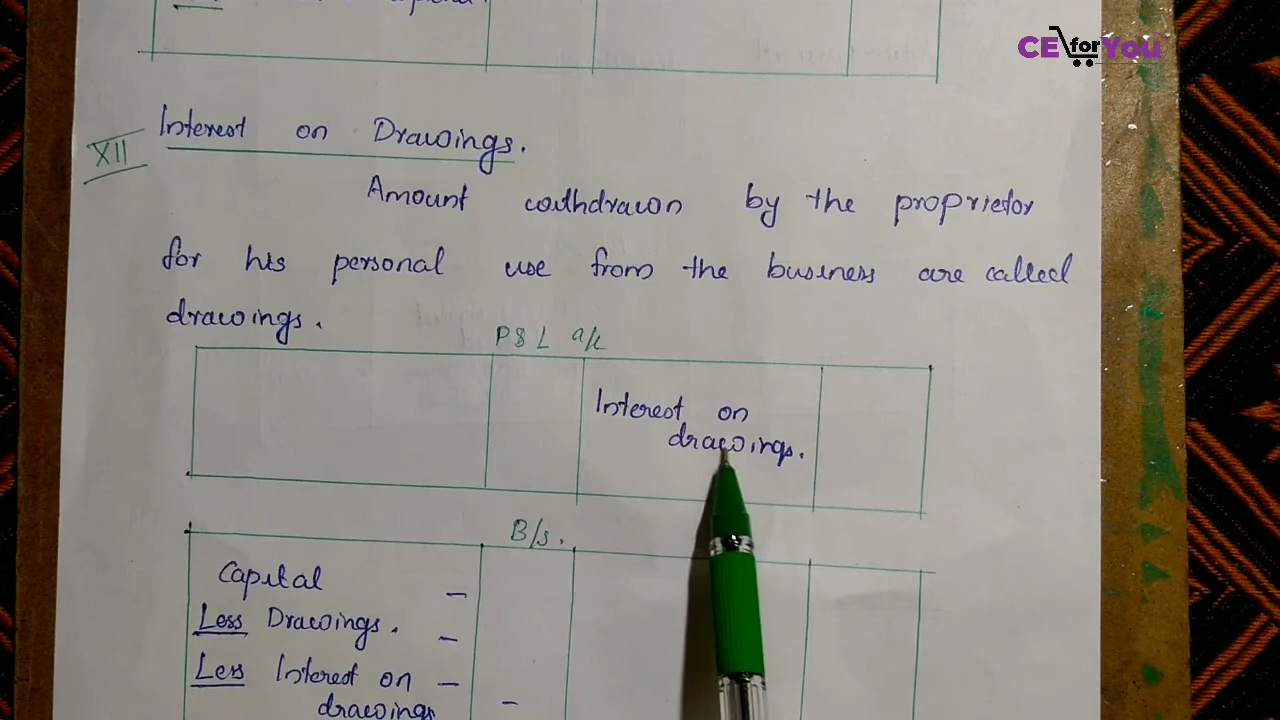 CE for You
XII
Interest on Drawings.
Amount withdrawn by the proprietor
for his personal use from the business are called
drawings.
P&L a/c
Interest on
drawings.
B/s.
Capital -
Less Drawings. -
Less Interest on -
drawings -